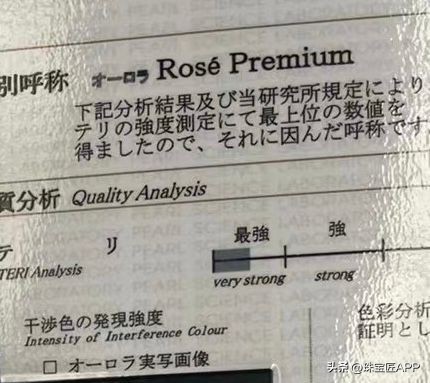 別呼称 オーロラ Rosé Premium
下記分析結果及び当研究所規定により
テリの強度測定にて最上位の数値を
得ましたので、それに因んだ呼称です
質分析 Quality Analysis
テ リ 最強 強
TERI Analysis very strong strong
干渉色の発現強度 色彩分析
Intensity of Interference Colour 証明とし
□ オーロラ実写画像
头条 @珠宝匠APP